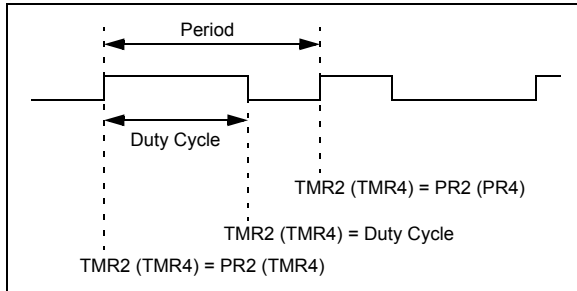 Period
Duty Cycle
TMR2 (TMR4) = PR2 (PR4)
TMR2 (TMR4) = Duty Cycle
TMR2 (TMR4) = PR2 (TMR4)